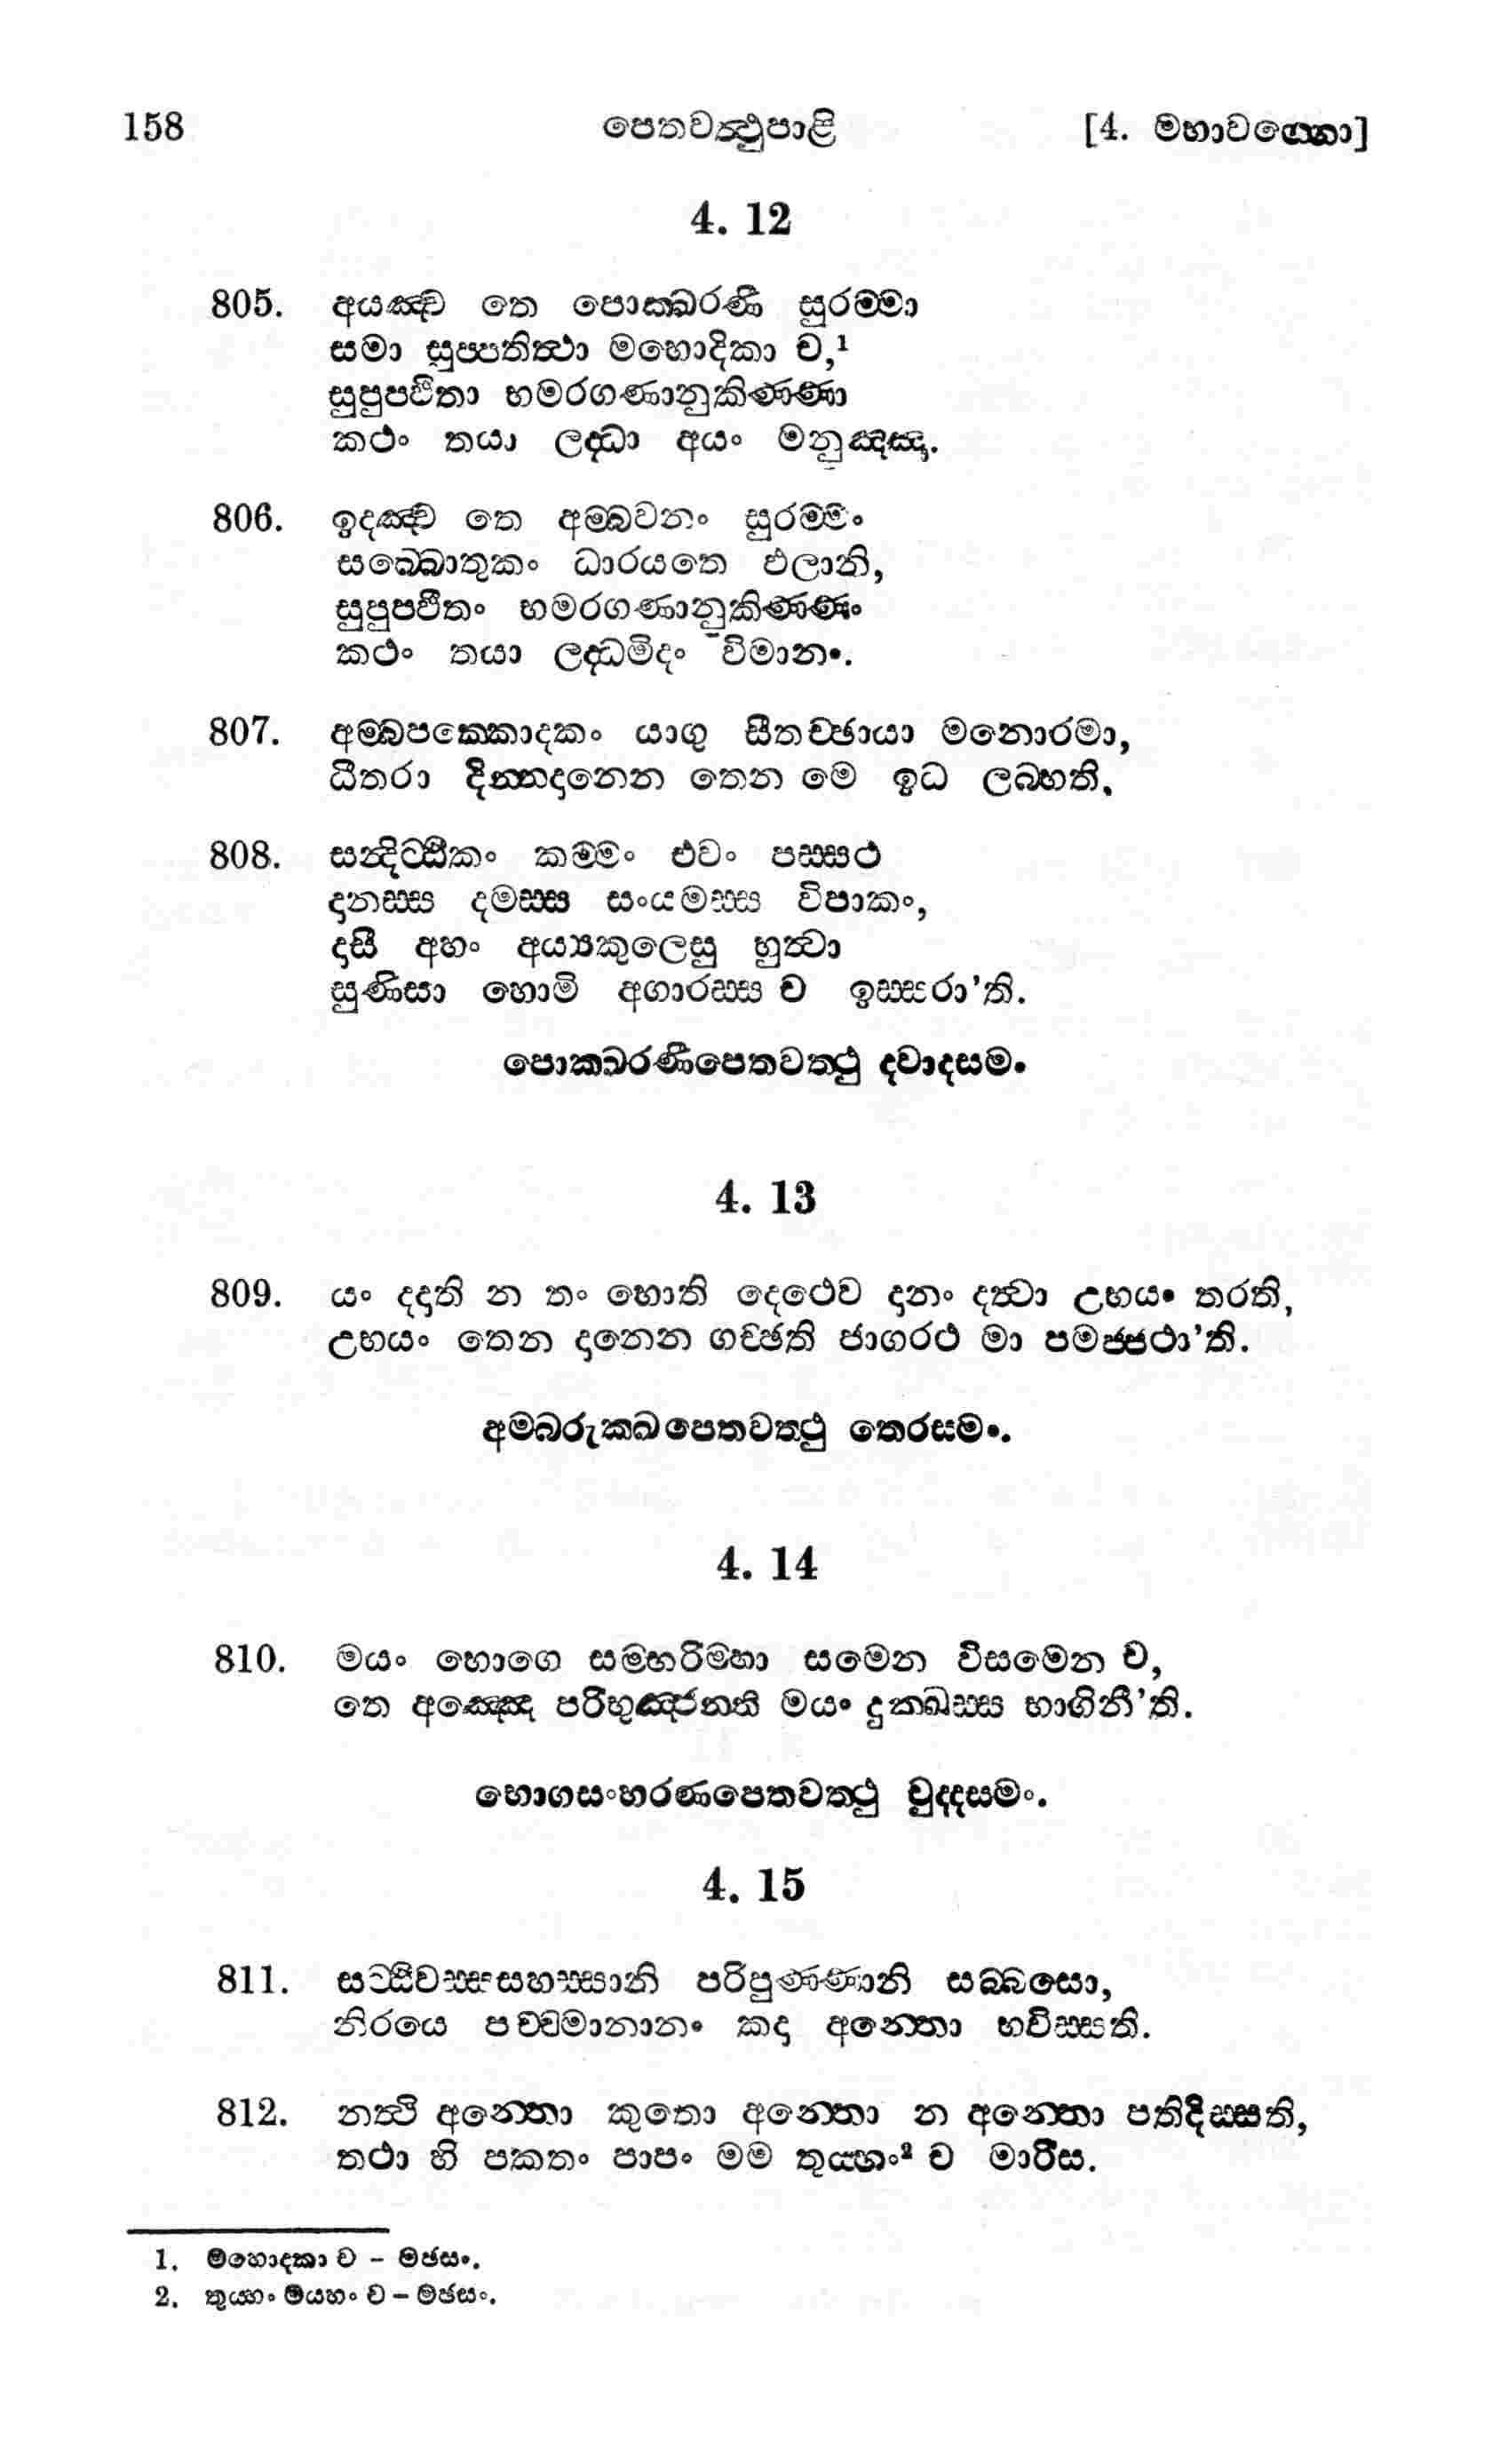 158 පෙතවත්ථුපාළි [4. මහාවග්ගො]
4. 12
805. අයඤ්ච තෙ පොක්ඛරණී සුරම්මා
සමා සුප්පතිත්ථා මහොදිකා ච,¹
සුපුප්ඵිතා භමරගණානුකිණ්ණා
කථං තයා ලද්ධා අයං මනුඤ්ඤා.
806. ඉදඤ්ච තෙ අම්බවනං සුරම්මං
සබ්බොතුකං ධාරයතෙ ඵලානි,
සුපුප්ඵිතං භමරගණානුකිණ්ණං
කථං තයා ලද්ධමිදං විමානං.
807. අම්බපක්කොදකං යාගු සීතච්ඡායා මනොරමා,
ධීතරා දින්නදානෙන තෙන මෙ ඉධ ලබ්භති.
808. සන්දිට්ඨිකං කම්මං එවං පස්සථ
දානස්ස දමස්ස සංයමස්ස විපාකං,
දාසී අහං අය්‍යකුලෙසු හුත්වා
සුණිසා හොමි අගාරස්ස ච ඉස්සරා’ති.
පොක්ඛරණීපෙතවත්ථු ද්වාදසමං
4. 13
809. යං දදාති න තං හොති දෙථෙව දානං දත්වා උභයං තරති,
උභයං තෙන දානෙන ගච්ඡති ජාගරථ මා පමජ්ජථා’ති.
අම්බරුක්ඛපෙතවත්ථු තෙරසමං.
4. 14
810. මයං භොගෙ සම්භරිම්හා සමෙන විසමෙන ච,
තෙ අඤ්ඤෙ පරිභුඤ්ජන්ති මයං දුක්ඛස්ස භාගිනී’ති.
භොගසංහරණපෙතවත්ථු චුද්දසමං.
4. 15
811. සට්ඨිවස්සසහස්සානි පරිපුණ්ණානි සබ්බසො,
නිරයෙ පච්චමානානං කදා අන්තො භවිස්සති.
812. නත්ථි අන්තො කුතො අන්තො න අන්තො පතිදිස්සති,
තථා හි පකතං පාපං මම තුය්හං² ච මාරිස.
1. මහොදකා ච – මඡසං.
2. තුය්හං මය්හං ච – මඡසං.